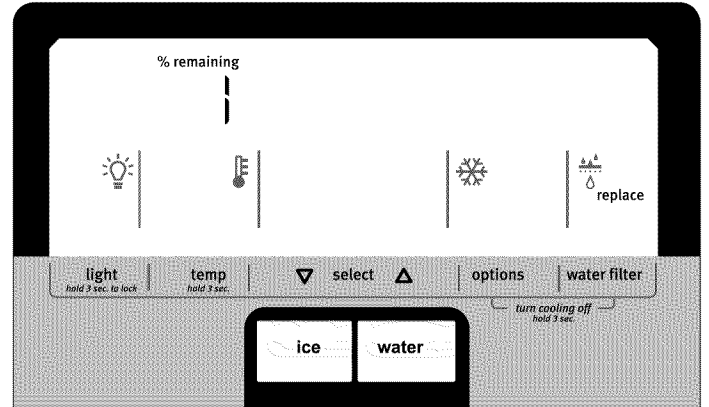 % remaining
1
replace
light temp select options water filter
hold 3 sec. to lock hold 3 sec.
turn cooling off
hold 3 sec.
ice water